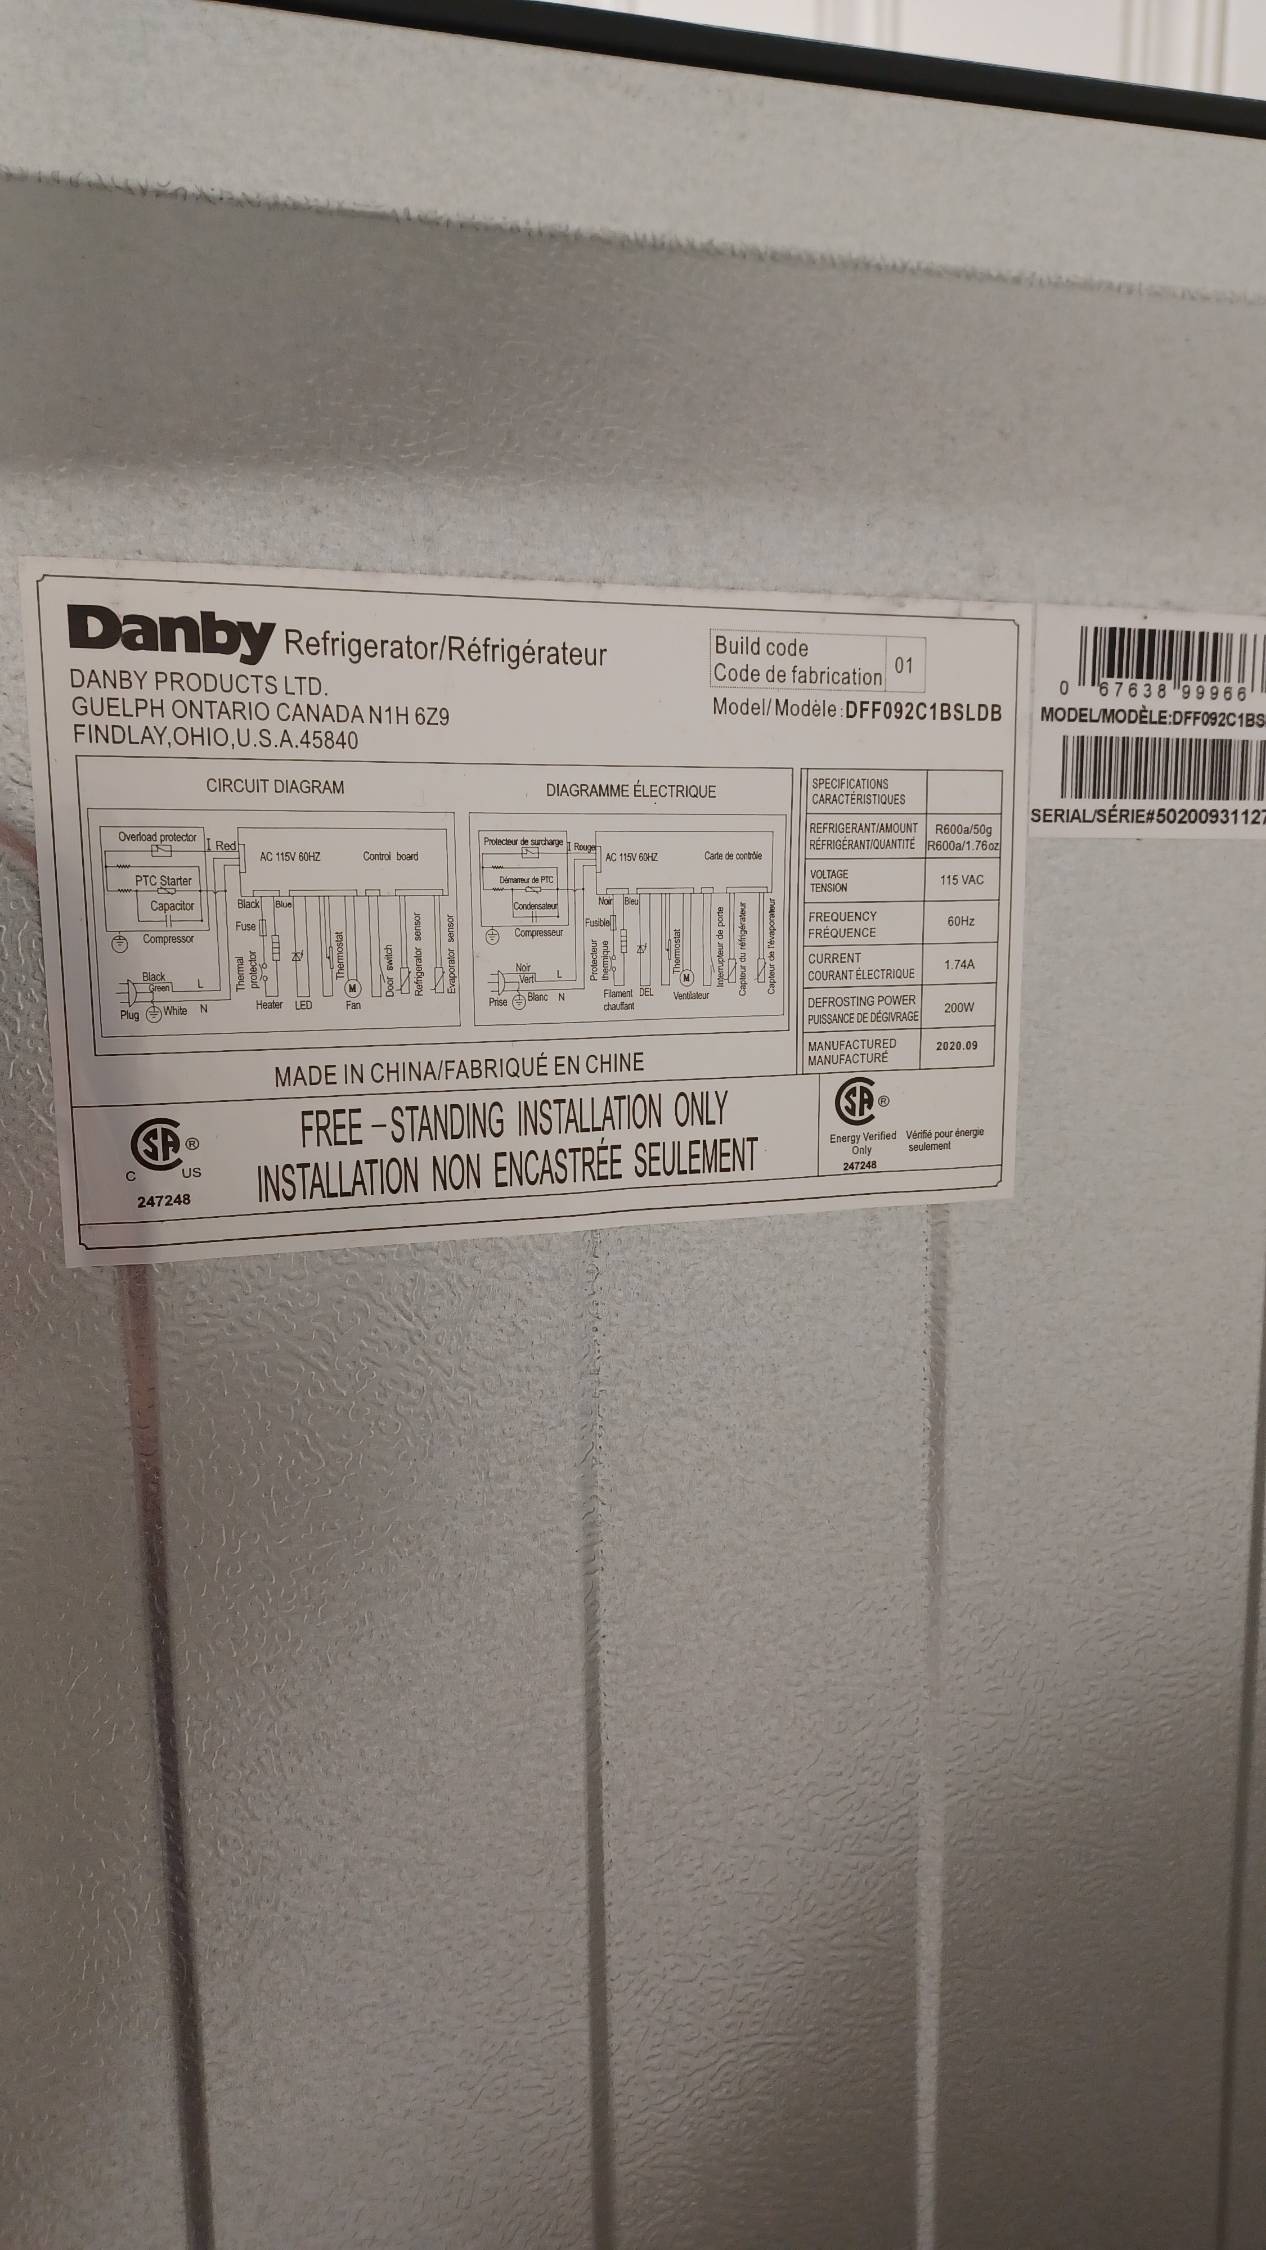 Danby Refrigerator/Réfrigérateur
DANBY PRODUCTS LTD.
GUELPH ONTARIO CANADA N1H 6Z9
FINDLAY,OHIO,U.S.A.45840
Build code
Code de fabrication
01
Model/Modèle:DFF092C1BSLDB
CIRCUIT DIAGRAM
Overload protector
I Red
PTC Starter
Capacitor
Compressor
AC 115V 60HZ
Control board
Black
Blue
Fuse
Thermal protector
Thermostat
Door switch
Refrigerator sensor
Evaporator sensor
Black
Green
L
Plug
White
N
Heater
LED
M
Fan
DIAGRAMME ÉLECTRIQUE
Protecteur de surcharge
I Rouge
Démarreur de PTC
Condensateur
Compresseur
AC 115V 60HZ
Carte de contrôle
Noir
Bleu
Fusible
Protecteur thermique
Thermostat
Interrupteur de porte
Capteur du réfrigérateur
Capteur de l'évaporateur
Noir
Vert
L
Prise
Blanc
N
Filament chauffant
DEL
M
Ventilateur
SPECIFICATIONS
CARACTÉRISTIQUES
REFRIGERANT/AMOUNT R600a/50g
RÉFRIGÉRANT/QUANTITÉ R600a/1.76oz
VOLTAGE
TENSION
115 VAC
FREQUENCY
FRÉQUENCE
60Hz
CURRENT
COURANT ÉLECTRIQUE
1.74A
DEFROSTING POWER
PUISSANCE DE DÉGIVRAGE
200W
MANUFACTURED
MANUFACTURÉ
2020.09
MADE IN CHINA/FABRIQUÉ EN CHINE
SA ®
C US
247248
FREE –STANDING INSTALLATION ONLY
INSTALLATION NON ENCASTRÉE SEULEMENT
SA ®
Energy Verified Only
Vérifié pour énergie seulement
247248
0 67638 99966
MODEL/MODÈLE:DFF092C1BS
SERIAL/SÉRIE#50200931127